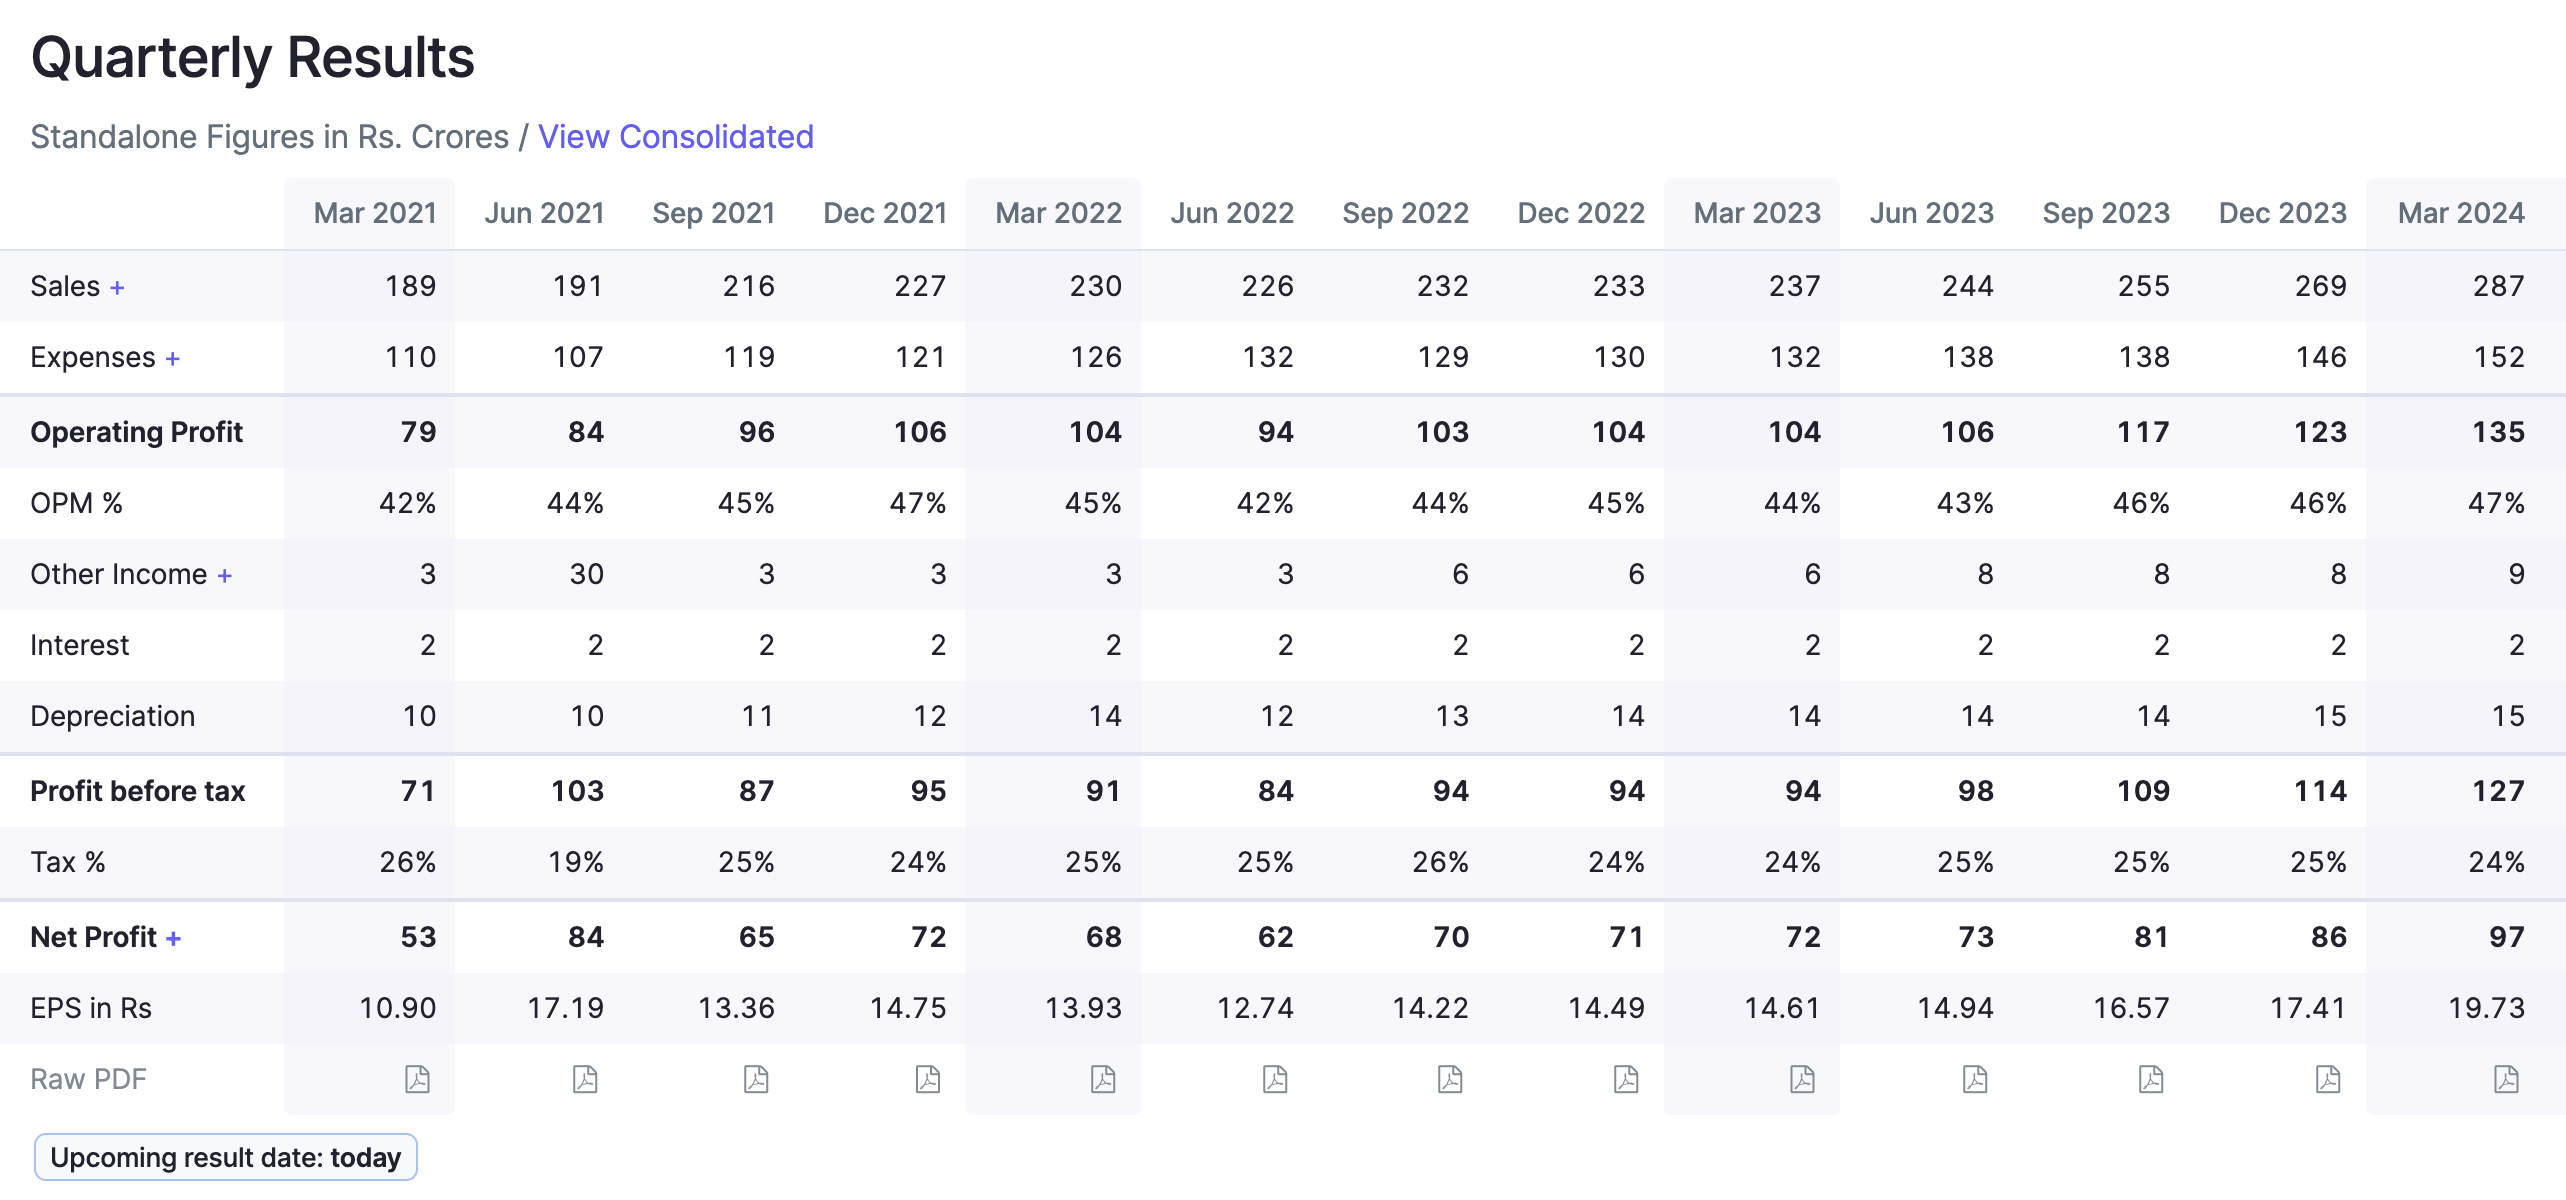 Quarterly Results
Standalone Figures in Rs. Crores / View Consolidated
Mar 2021 Jun 2021 Sep 2021 Dec 2021 Mar 2022 Jun 2022 Sep 2022 Dec 2022 Mar 2023 Jun 2023 Sep 2023 Dec 2023 Mar 2024
Sales + 189 191 216 227 230 226 232 233 237 244 255 269 287
Expenses + 110 107 119 121 126 132 129 130 132 138 138 146 152
Operating Profit 79 84 96 106 104 94 103 104 104 106 117 123 135
OPM % 42% 44% 45% 47% 45% 42% 44% 45% 44% 43% 46% 46% 47%
Other Income + 3 30 3 3 3 3 6 6 6 8 8 8 9
Interest 2 2 2 2 2 2 2 2 2 2 2 2 2
Depreciation 10 10 11 12 14 12 13 14 14 14 14 15 15
Profit before tax 71 103 87 95 91 84 94 94 94 98 109 114 127
Tax % 26% 19% 25% 24% 25% 25% 26% 24% 24% 25% 25% 25% 24%
Net Profit + 53 84 65 72 68 62 70 71 72 73 81 86 97
EPS in Rs 10.90 17.19 13.36 14.75 13.93 12.74 14.22 14.49 14.61 14.94 16.57 17.41 19.73
Raw PDF
Upcoming result date: today